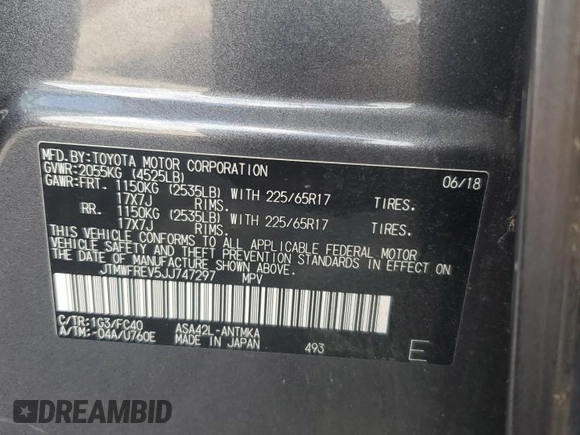 MFD.BY:TOYOTA MOTOR CORPORATION 06/18
GVWR:2055KG (4525LB)
GAWR:FRT. 1150KG (2535LB) WITH 225/65R17 TIRES.
17X7J RIMS.
RR. 1150KG (2535LB) WITH 225/65R17 TIRES.
17X7J RIMS.
THIS VEHICLE CONFORMS TO ALL APPLICABLE FEDERAL MOTOR
VEHICLE SAFETY AND THEFT PREVENTION STANDARDS IN EFFECT ON
THE DATE OF MANUFACTURE SHOWN ABOVE.
JTMWFREV5JJ747297 MPV
C/TR:1G3/FC40 ASA42L-ANTMKA
A/TM:-04A/U760E MADE IN JAPAN 493 E
DREAMBID